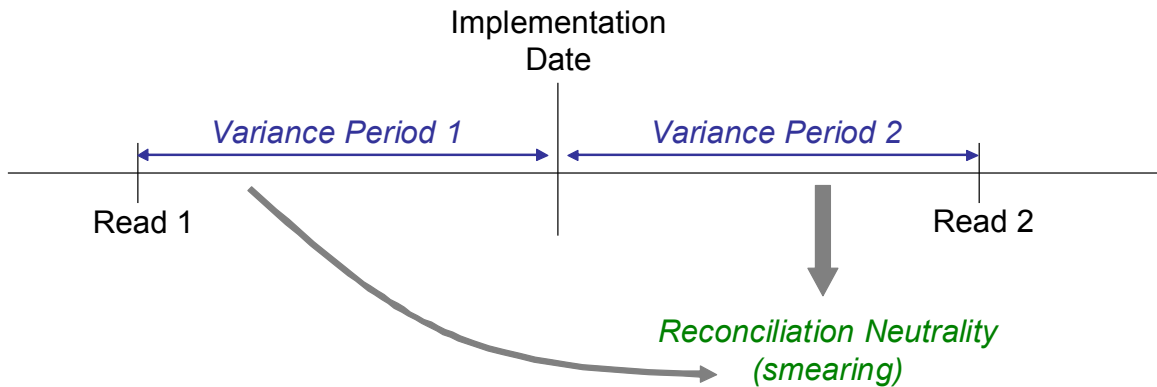 Implementation
Date
Variance Period 1
Variance Period 2
Read 1
Read 2
Reconciliation Neutrality
(smearing)